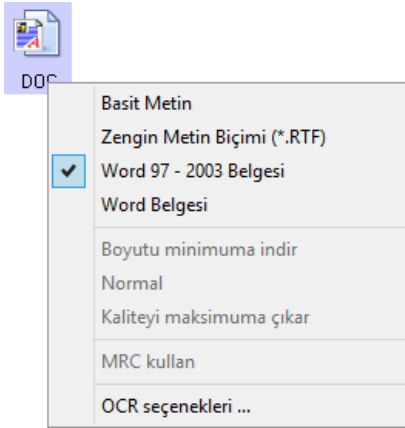 DOC
Basit Metin
Zengin Metin Biçimi (*.RTF)
Word 97 - 2003 Belgesi
Word Belgesi
Boyutu minimuma indir
Normal
Kaliteyi maksimuma çıkar
MRC kullan
OCR seçenekleri ...